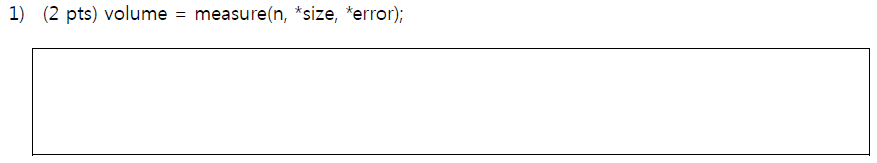 1) (2 pts) volume = measure(n, *size, *error);